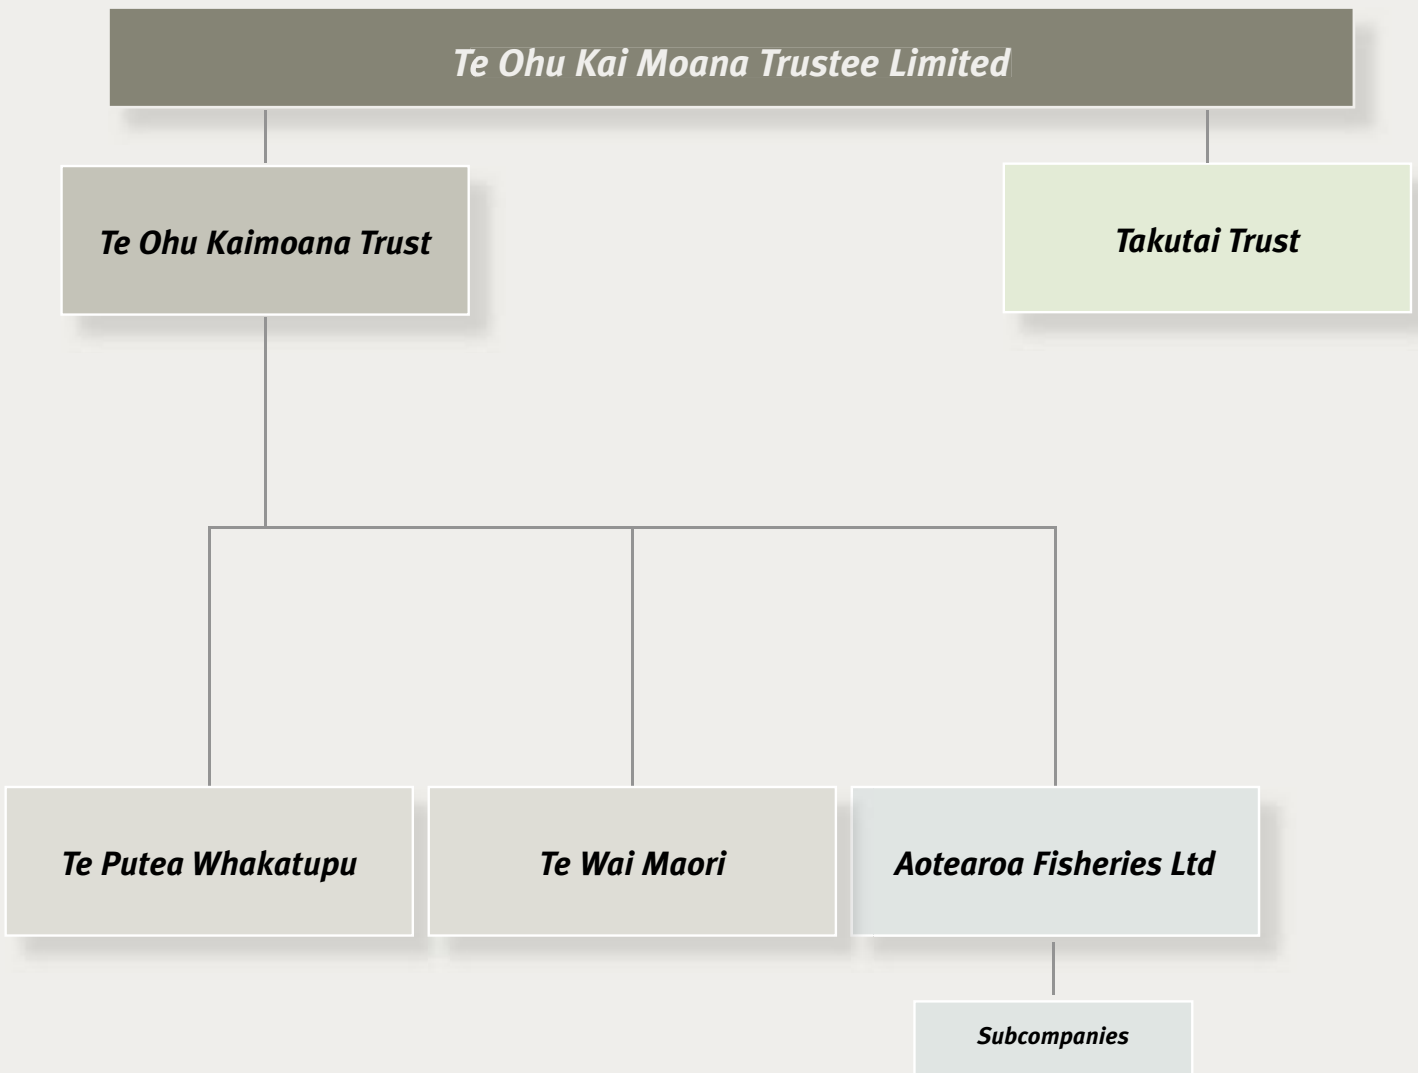 Te Ohu Kai Moana Trustee Limited
Te Ohu Kaimoana Trust
Takutai Trust
Te Putea Whakatupu
Te Wai Maori
Aotearoa Fisheries Ltd
Subcompanies